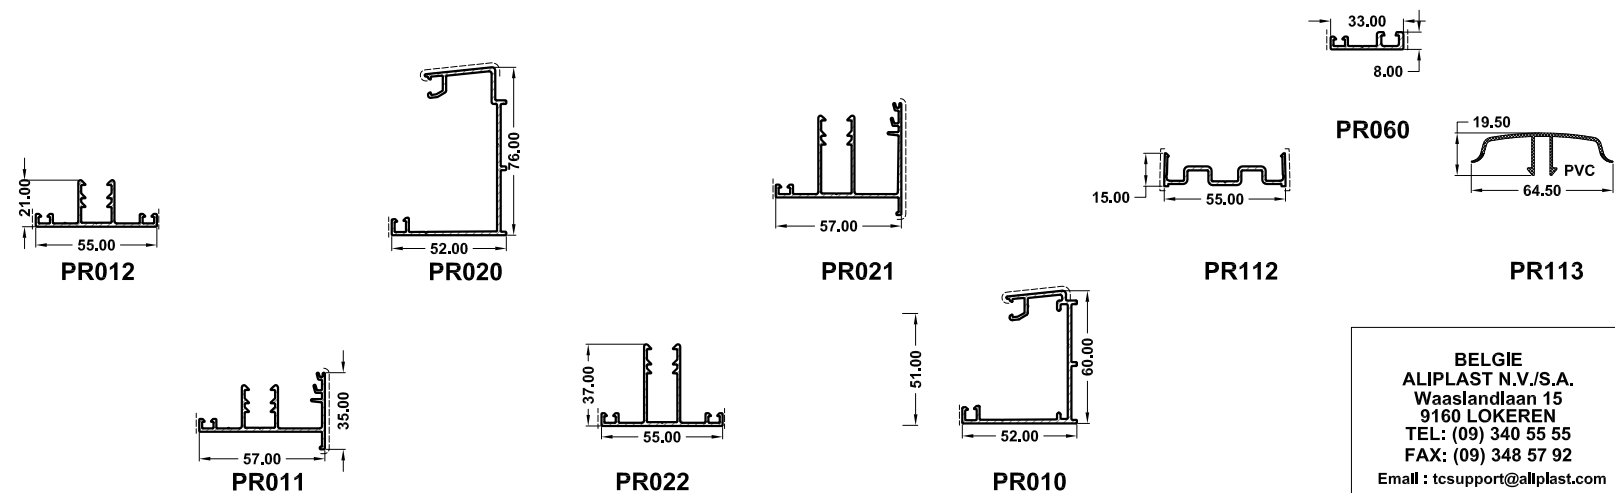 33.00
8.00
PR060
76.00
52.00
PR020
21.00
55.00
PR012
57.00
PR021
15.00
55.00
PR112
19.50
PVC
64.50
PR113
35.00
57.00
PR011
37.00
55.00
PR022
51.00
60.00
52.00
PR010
BELGIE
ALIPLAST N.V./S.A.
Waaslandlaan 15
9160 LOKEREN
TEL: (09) 340 55 55
FAX: (09) 348 57 92
Email : tcsupport@aliplast.com